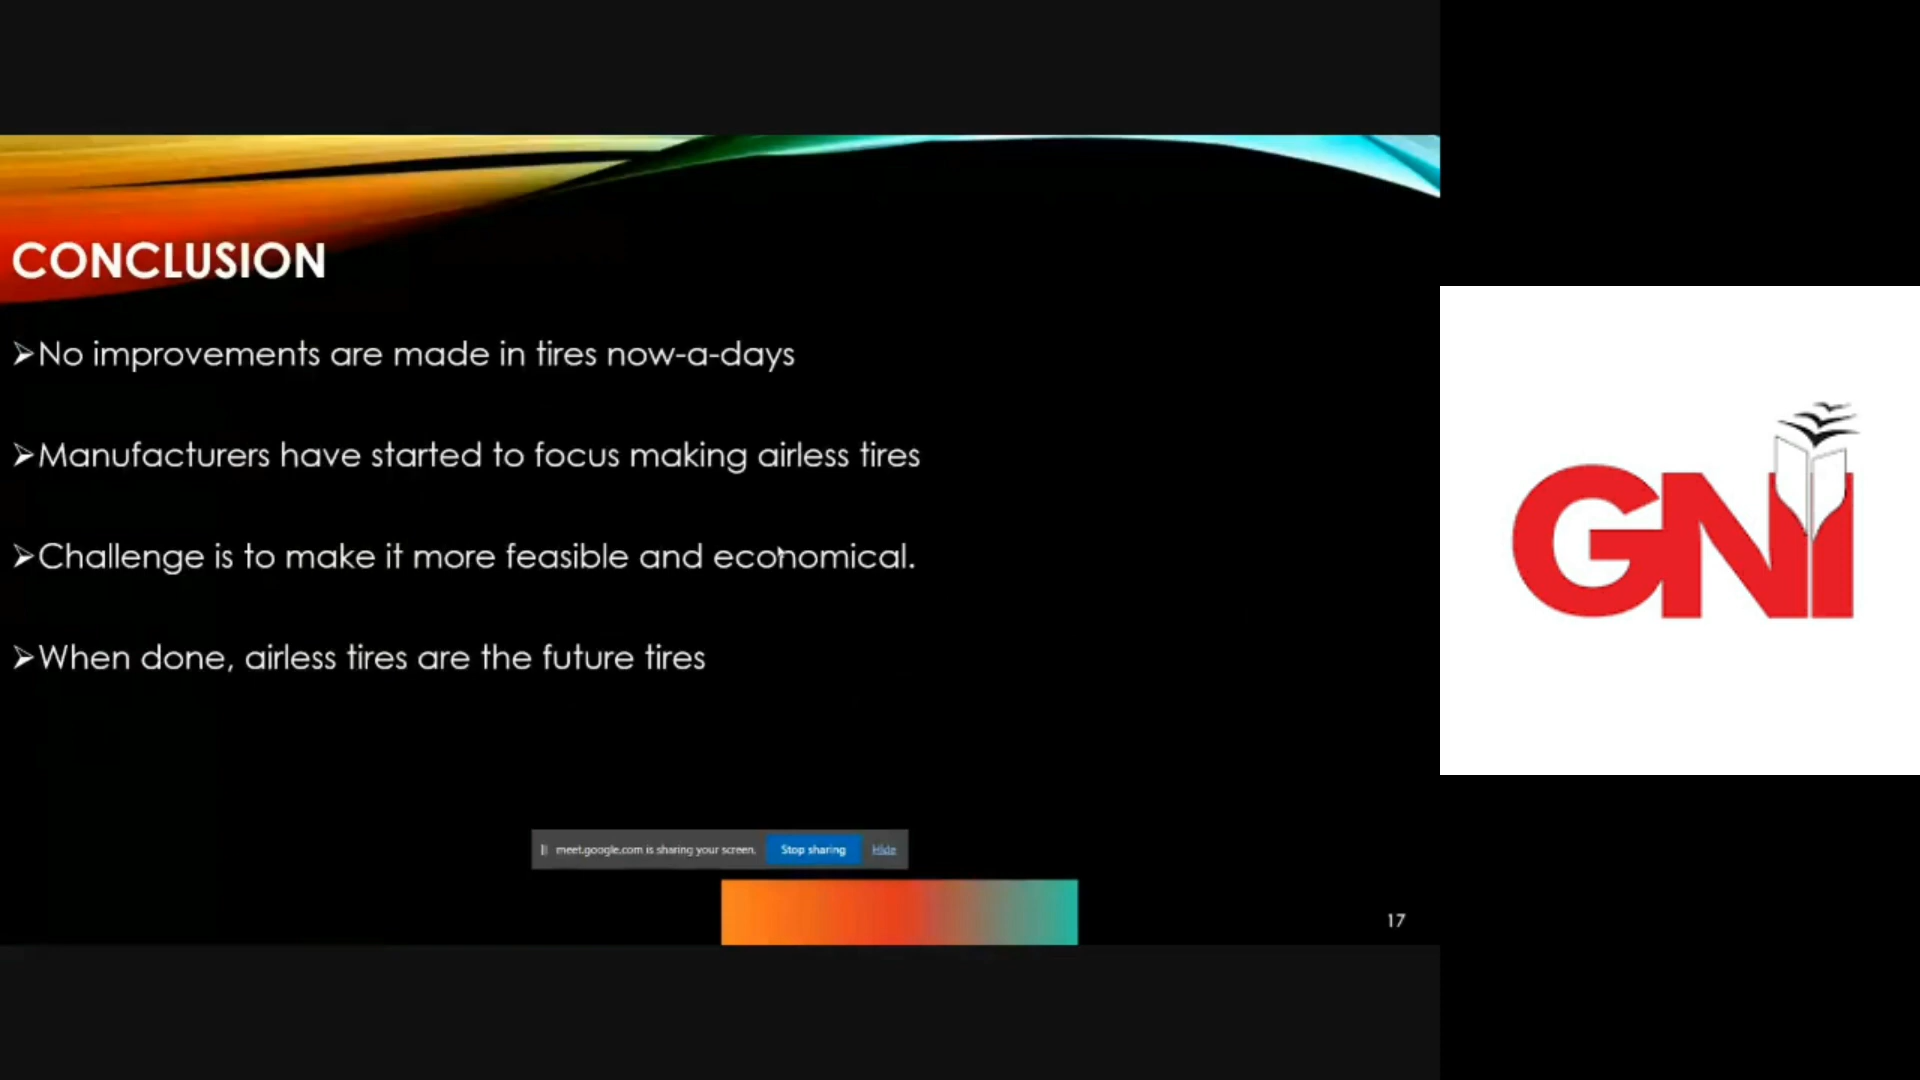 CONCLUSION
➢No improvements are made in tires now-a-days
➢Manufacturers have started to focus making airless tires
➢Challenge is to make it more feasible and economical.
➢When done, airless tires are the future tires
meet.google.com is sharing your screen. Stop sharing Hide
17
GNI